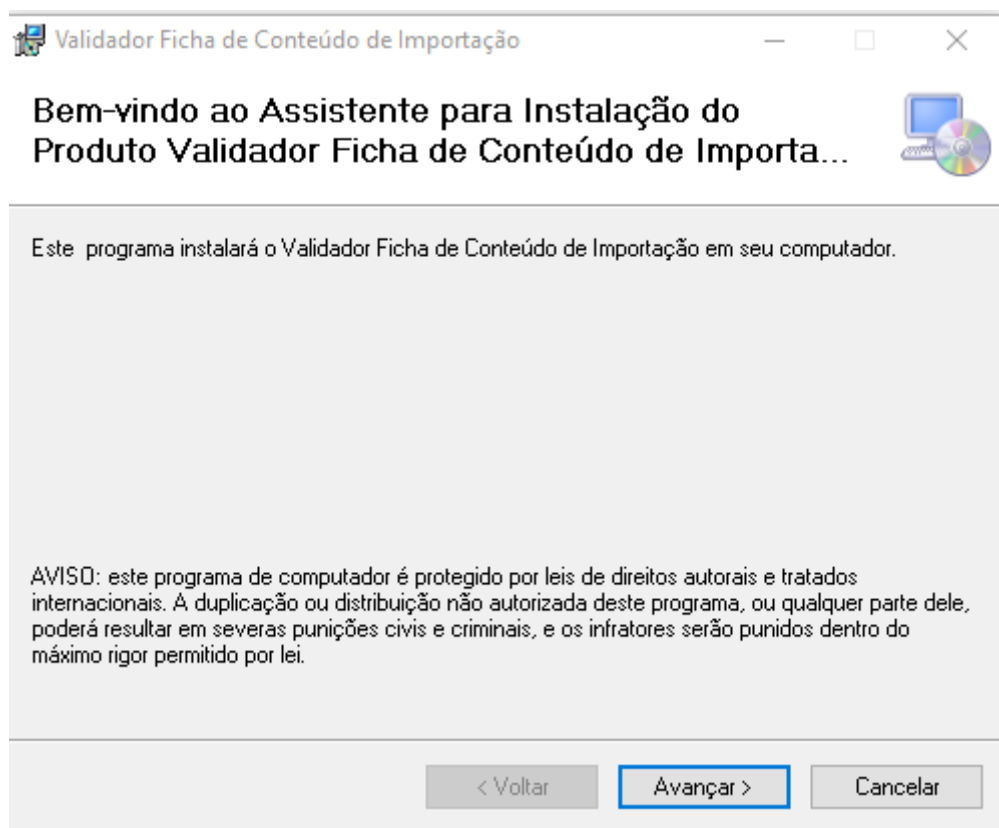 Validador Ficha de Conteúdo de Importação
Bem-vindo ao Assistente para Instalação do
Produto Validador Ficha de Conteúdo de Importa...
Este  programa instalará o Validador Ficha de Conteúdo de Importação em seu computador.
AVISO: este programa de computador é protegido por leis de direitos autorais e tratados
internacionais. A duplicação ou distribuição não autorizada deste programa, ou qualquer parte dele,
poderá resultar em severas punições civis e criminais, e os infratores serão punidos dentro do
máximo rigor permitido por lei.
< Voltar
Avançar >
Cancelar